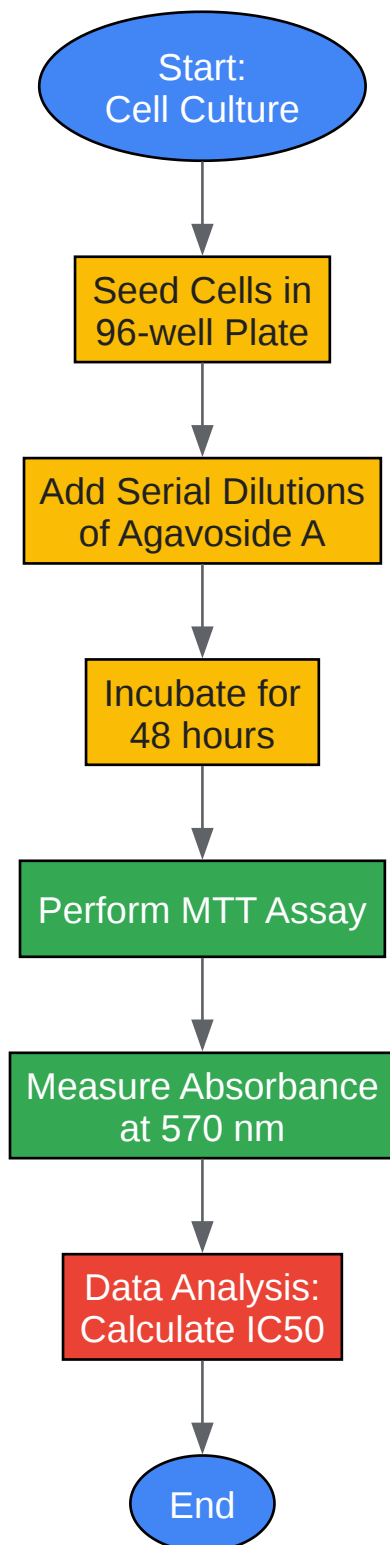 Start:
Cell Culture
Seed Cells in
96-well Plate
Add Serial Dilutions
of Agavoside A
Incubate for
48 hours
Perform MTT Assay
Measure Absorbance
at 570 nm
Data Analysis:
Calculate IC50
End